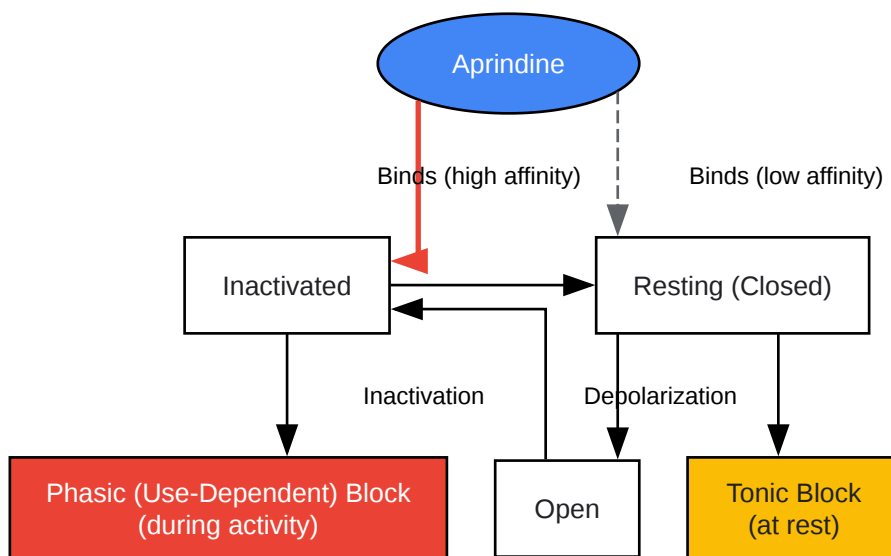 Aprindine
Binds (high affinity)
Binds (low affinity)
Inactivated
Resting (Closed)
Inactivation
Depolarization
Phasic (Use-Dependent) Block
(during activity)
Open
Tonic Block
(at rest)